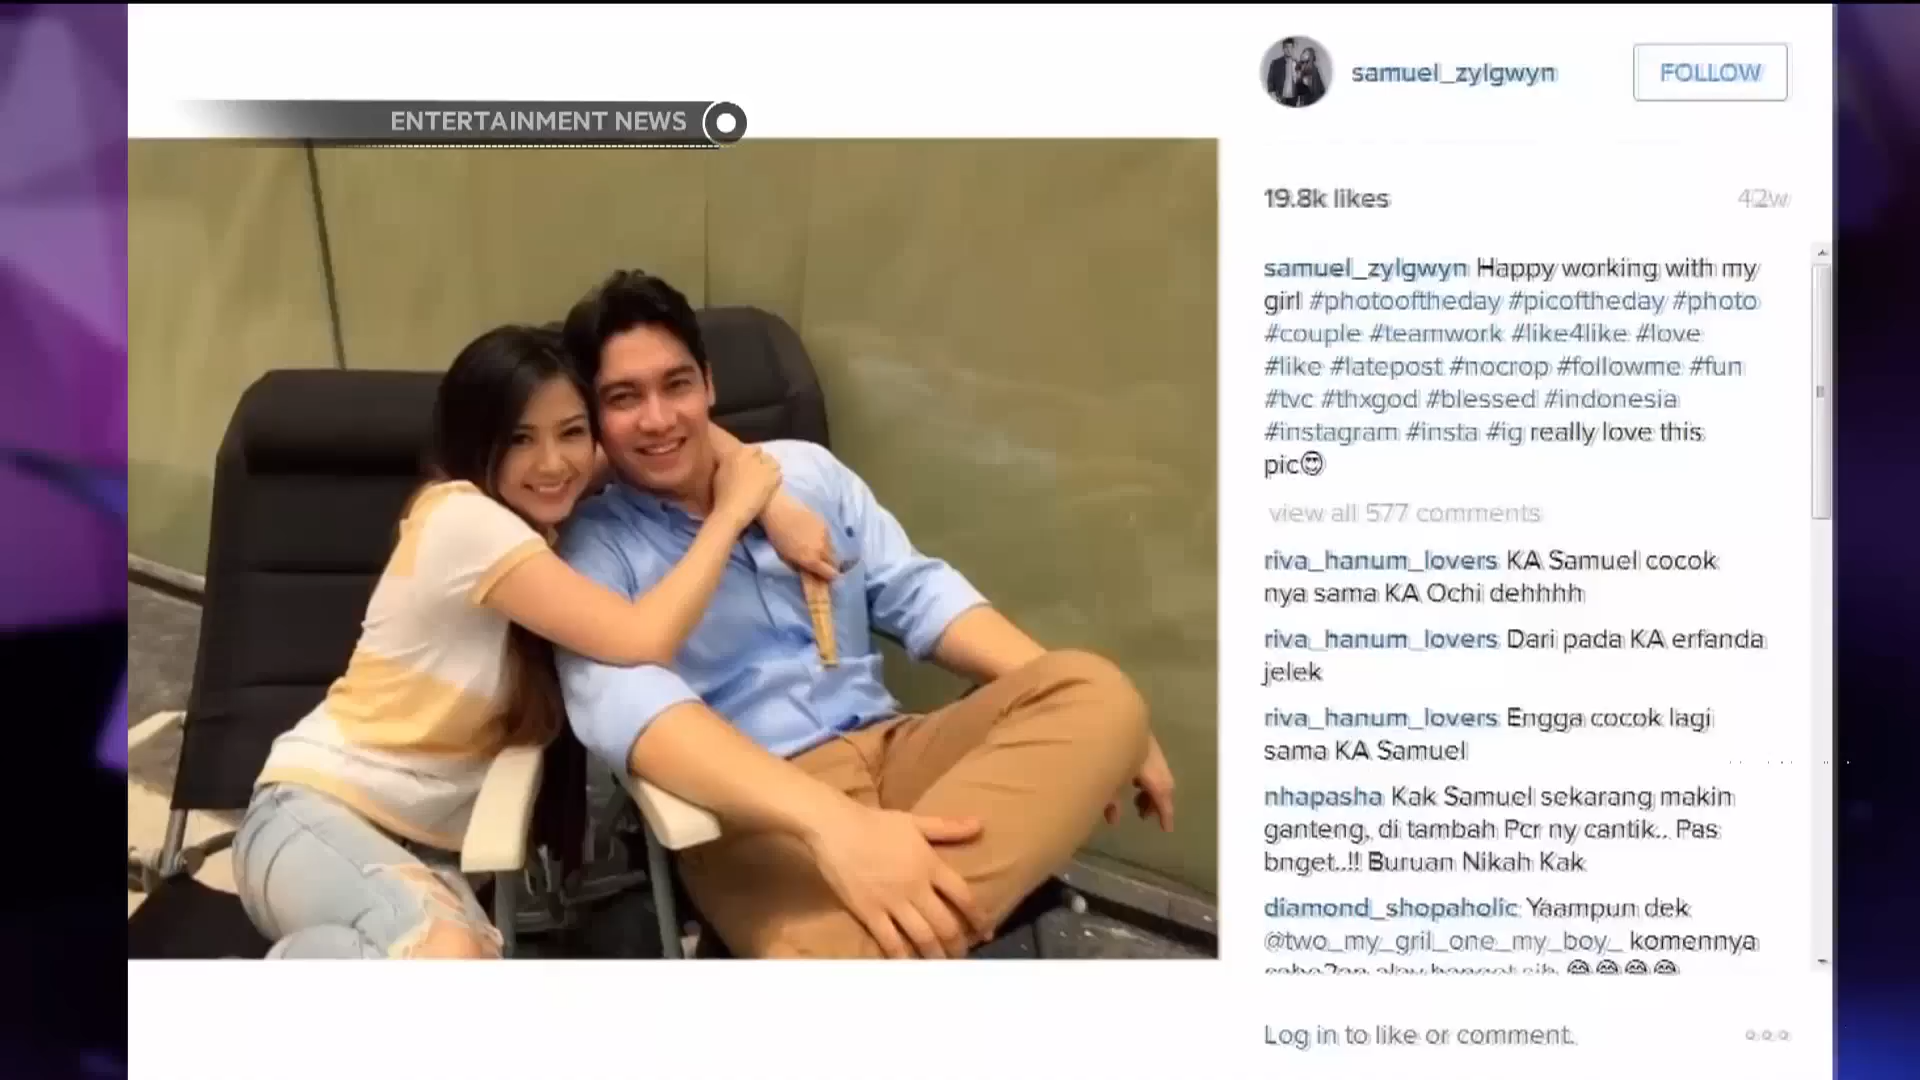 ENTERTAINMENT NEWS
samuel_zylgwyn
FOLLOW
19.8k likes
42w
samuel_zylgwyn Happy working with my
girl #photooftheday #picoftheday #photo
#couple #teamwork #like4like #love
#like #latepost #nocrop #followme #fun
#tvc #thxgod #blessed #indonesia
#instagram #insta #ig really love this
pic😍
view all 577 comments
riva_hanum_lovers KA Samuel cocok
nya sama KA Ochi dehhhh
riva_hanum_lovers Dari pada KA erfanda
jelek
riva_hanum_lovers Engga cocok lagi
sama KA Samuel
nhapasha Kak Samuel sekarang makin
ganteng, di tambah Pcr ny cantik.. Pas
bnget..!! Buruan Nikah Kak
diamond_shopaholic Yaampun dek
@two_my_gril_one_my_boy_ komennya
Log in to like or comment.